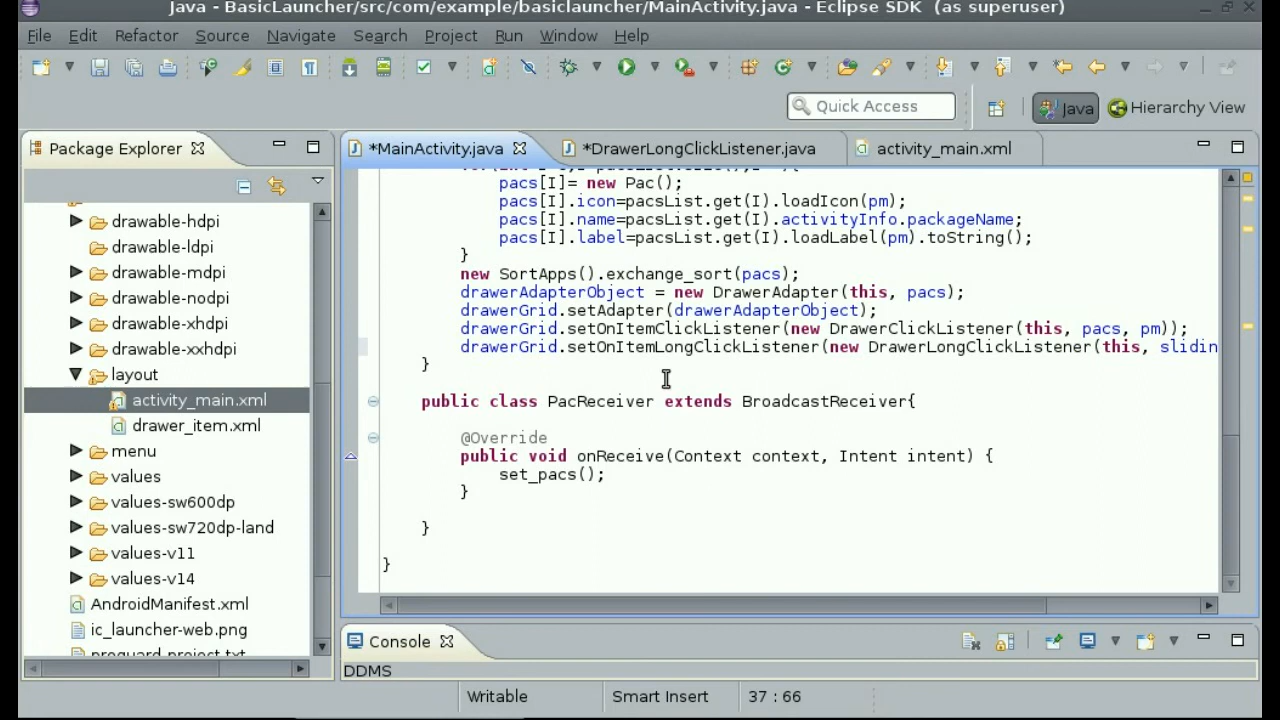 Java - BasicLauncher/src/com/example/basiclauncher/MainActivity.java - Eclipse SDK (as superuser)
File Edit Refactor Source Navigate Search Project Run Window Help
Quick Access
Java
Hierarchy View
Package Explorer
drawable-hdpi
drawable-ldpi
drawable-mdpi
drawable-nodpi
drawable-xhdpi
drawable-xxhdpi
layout
activity_main.xml
drawer_item.xml
menu
values
values-sw600dp
values-sw720dp-land
values-v11
values-v14
AndroidManifest.xml
ic_launcher-web.png
proguard-project.txt
*MainActivity.java
*DrawerLongClickListener.java
activity_main.xml
pacs[I]= new Pac();
pacs[I].icon=pacsList.get(I).loadIcon(pm);
pacs[I].name=pacsList.get(I).activityInfo.packageName;
pacs[I].label=pacsList.get(I).loadLabel(pm).toString();
}
new SortApps().exchange_sort(pacs);
drawerAdapterObject = new DrawerAdapter(this, pacs);
drawerGrid.setAdapter(drawerAdapterObject);
drawerGrid.setOnItemClickListener(new DrawerClickListener(this, pacs, pm));
drawerGrid.setOnItemLongClickListener(new DrawerLongClickListener(this, slidin
}
public class PacReceiver extends BroadcastReceiver{
@Override
public void onReceive(Context context, Intent intent) {
set_pacs();
}
}
}
Console
DDMS
Writable
Smart Insert
37 : 66